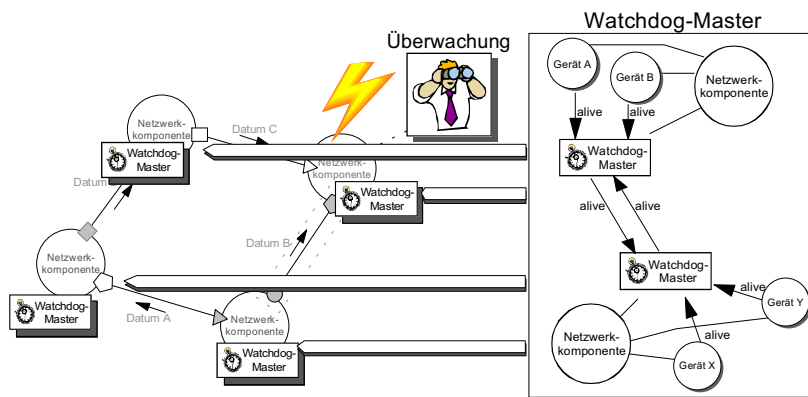 Watchdog-Master
Überwachung
Gerät A
Gerät B
Netzwerk-
komponente
alive
alive
Watchdog-
Master
alive
alive
Watchdog-
Master
alive
Gerät Y
alive
Netzwerk-
komponente
Gerät X
Netzwerk-
komponente
Datum C
Watchdog-
Master
Netzwerk-
komponente
Datum
Watchdog-
Master
Datum B
Netzwerk-
komponente
Watchdog-
Master
Datum A
Netzwerk-
komponente
Watchdog-
Master